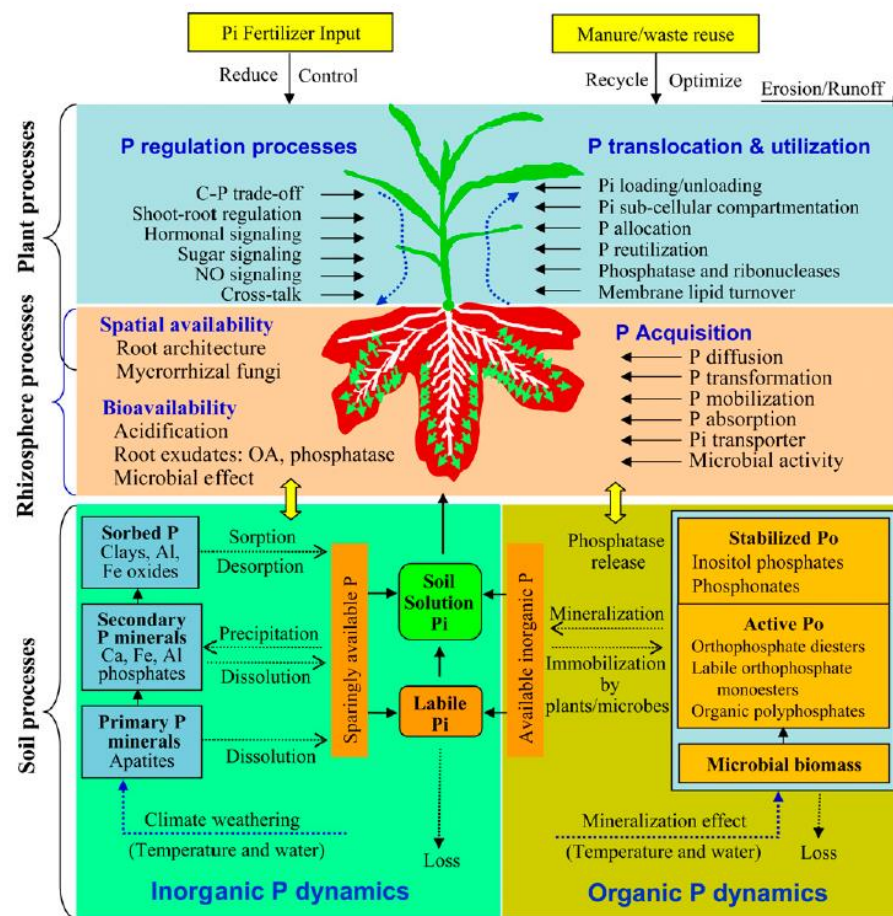 Pi Fertilizer Input
Manure/waste reuse
Reduce
Control
Recycle
Optimize
Erosion/Runoff
Plant processes
P regulation processes
C-P trade-off
Shoot-root regulation
Hormonal signaling
Sugar signaling
NO signaling
Cross-talk
P translocation & utilization
Pi loading/unloading
Pi sub-cellular compartmentation
P allocation
P reutilization
Phosphatase and ribonucleases
Membrane lipid turnover
Rhizosphere processes
Spatial availability
Root architecture
Mycrorrhizal fungi
Bioavailability
Acidification
Root exudates: OA, phosphatase
Microbial effect
P Acquisition
P diffusion
P transformation
P mobilization
P absorption
Pi transporter
Microbial activity
Soil processes
Sorbed P
Clays, Al,
Fe oxides
Secondary
P minerals
Ca, Fe, Al
phosphates
Primary P
minerals
Apatites
Sorption
Desorption
Precipitation
Dissolution
Dissolution
Sparingly available P
Soil
Solution
Pi
Labile
Pi
Available inorganic P
Phosphatase
release
Mineralization
Immobilization
by
plants/microbes
Stabilized Po
Inositol phosphates
Phosphonates
Active Po
Orthophosphate diesters
Labile orthophosphate
monoesters
Organic polyphosphates
Microbial biomass
Climate weathering
(Temperature and water)
Loss
Mineralization effect
(Temperature and water)
Loss
Inorganic P dynamics
Organic P dynamics